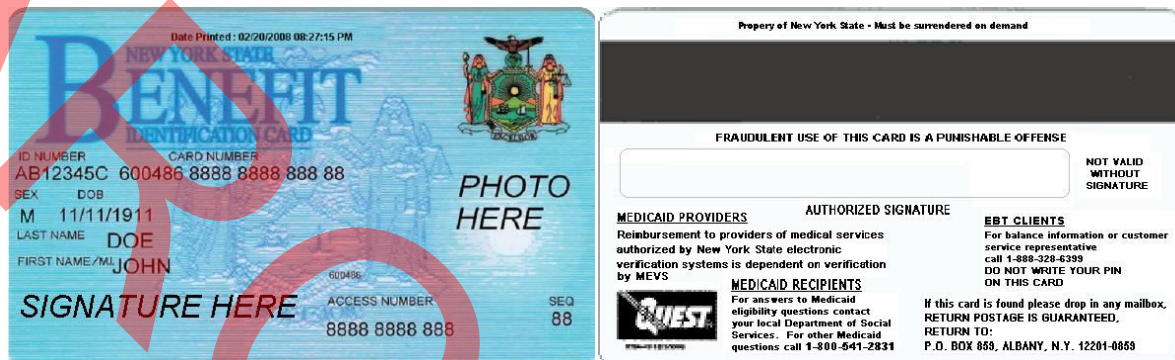 Date Printed : 02/20/2008 08:27:15 PM
NEW YORK STATE
BENEFIT
IDENTIFICATION CARD
ID NUMBER CARD NUMBER
AB12345C 600486 8888 8888 888 88
SEX DOB
M 11/11/1911
LAST NAME DOE
FIRST NAME/M.I. JOHN
PHOTO
HERE
600486
SIGNATURE HERE
ACCESS NUMBER SEQ
8888 8888 888 88
EXCELSIOR
Propery of New York State - Must be surrendered on demand
FRAUDULENT USE OF THIS CARD IS A PUNISHABLE OFFENSE
NOT VALID
WITHOUT
SIGNATURE
AUTHORIZED SIGNATURE
MEDICAID PROVIDERS
Reimbursement to providers of medical services
authorized by New York State electronic
verification systems is dependent on verification
by MEVS
EBT CLIENTS
For balance information or customer
service representative
call 1-888-328-6399
DO NOT WRITE YOUR PIN
ON THIS CARD
MEDICAID RECIPIENTS
For answers to Medicaid
eligibility questions contact
your local Department of Social
Services. For other Medicaid
questions call 1-800-541-2831
QUEST
If this card is found please drop in any mailbox,
RETURN POSTAGE IS GUARANTEED,
RETURN TO:
P.O. BOX 859, ALBANY, N.Y. 12201-0859